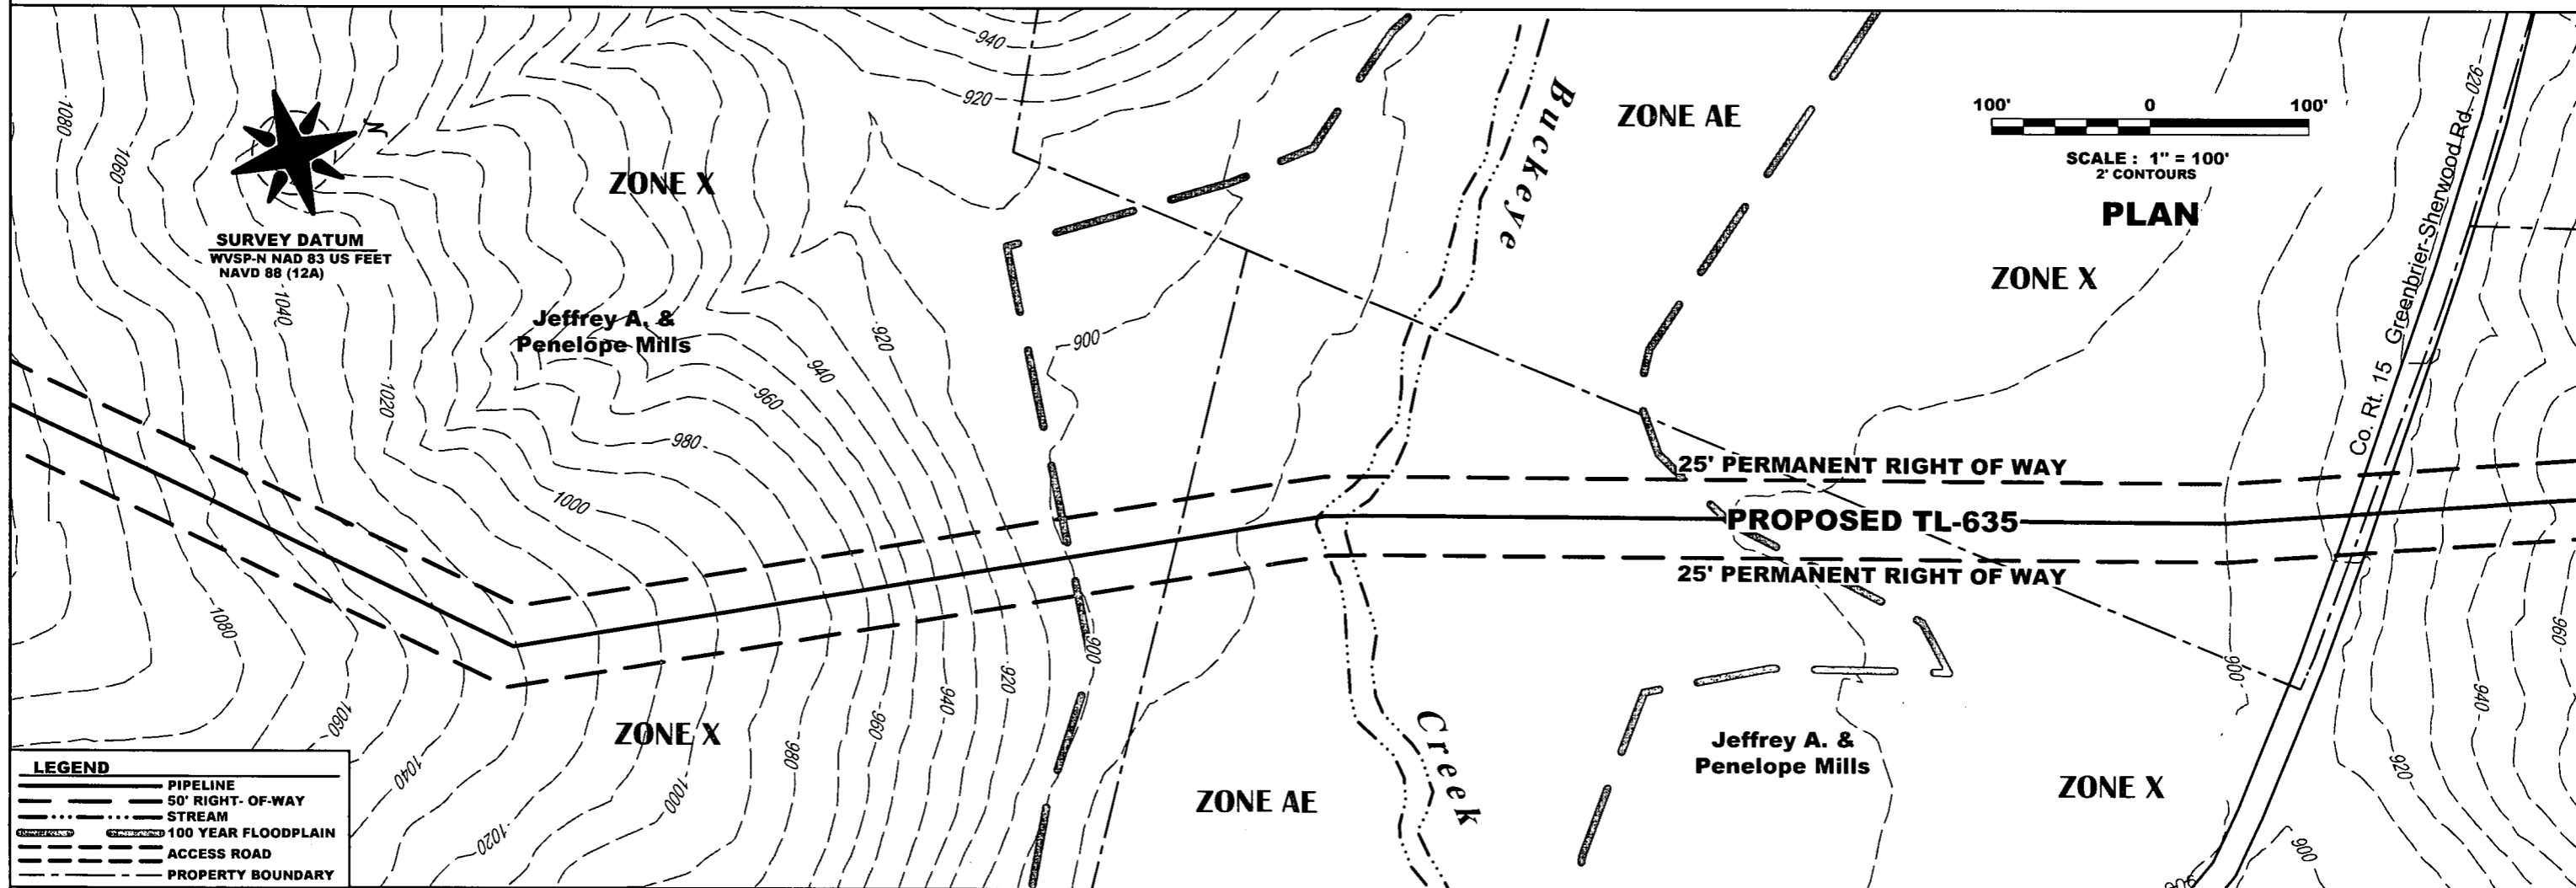 940
920
1080
1060
N
ZONE X
SURVEY DATUM
WVSP-N NAD 83 US FEET
NAVD 88 (12A)
1040
Jeffrey A. &
Penelope Mills
1020
920
940
960
980
1000
900
Buckeye
ZONE AE
100' 0 100'
SCALE : 1" = 100'
2' CONTOURS
PLAN
ZONE X
920
Co. Rt. 15 Greenbrier-Sherwood Rd.
25' PERMANENT RIGHT OF WAY
PROPOSED TL-635
25' PERMANENT RIGHT OF WAY
1080
1060
1040
1020
1000
980
960
940
920
900
ZONE X
ZONE AE
Creek
Jeffrey A. &
Penelope Mills
ZONE X
900
920
940
960
900
LEGEND
PIPELINE
50' RIGHT- OF-WAY
STREAM
100 YEAR FLOODPLAIN
ACCESS ROAD
PROPERTY BOUNDARY